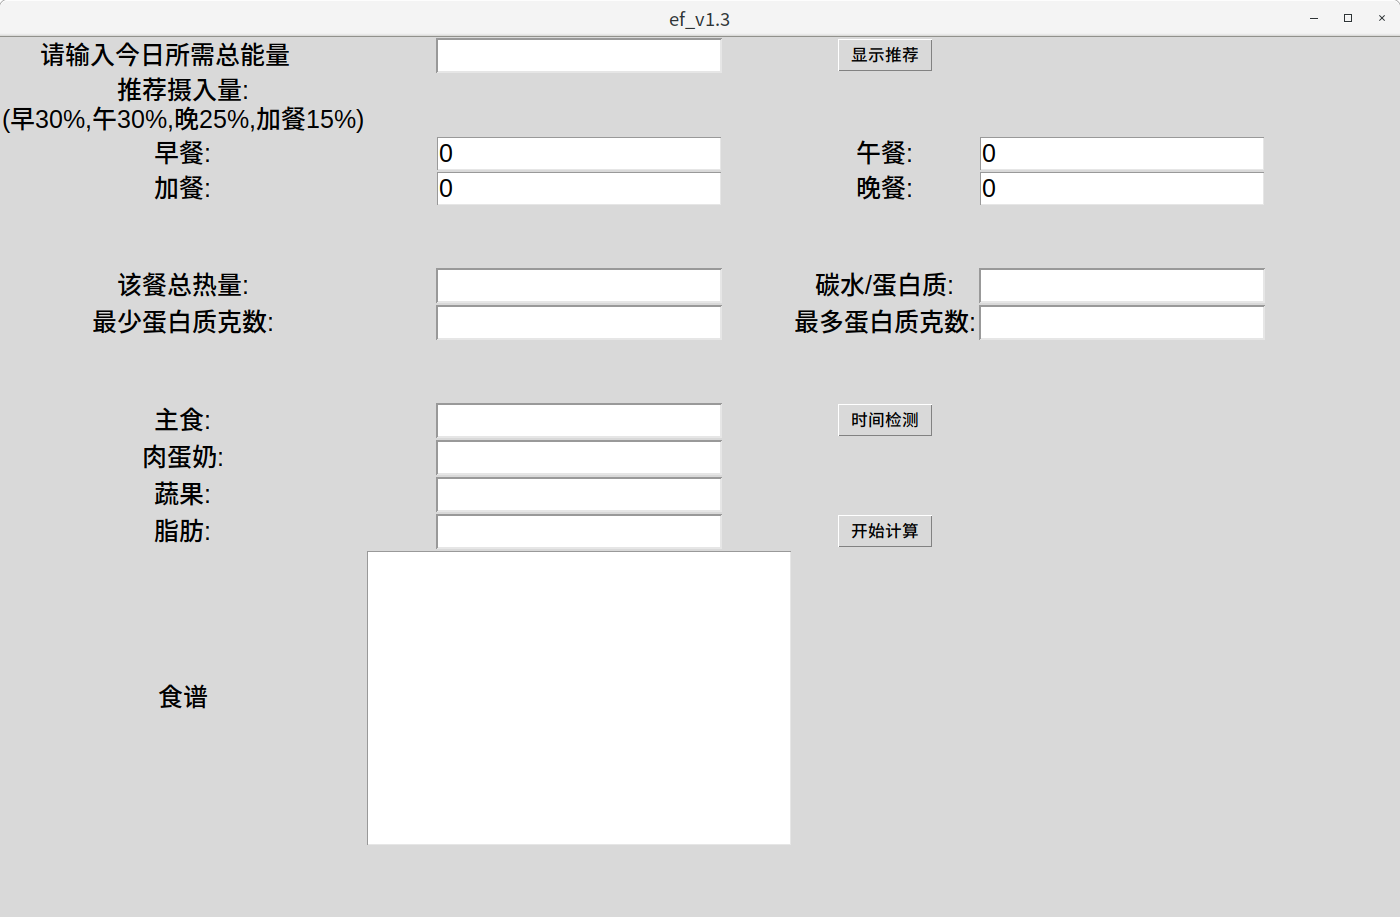 ef_v1.3
请输入今日所需总能量
显示推荐
推荐摄入量:
(早30%,午30%,晚25%,加餐15%)
早餐:
0
午餐:
0
加餐:
0
晚餐:
0
该餐总热量:
碳水/蛋白质:
最少蛋白质克数:
最多蛋白质克数:
主食:
时间检测
肉蛋奶:
蔬果:
脂肪:
开始计算
食谱